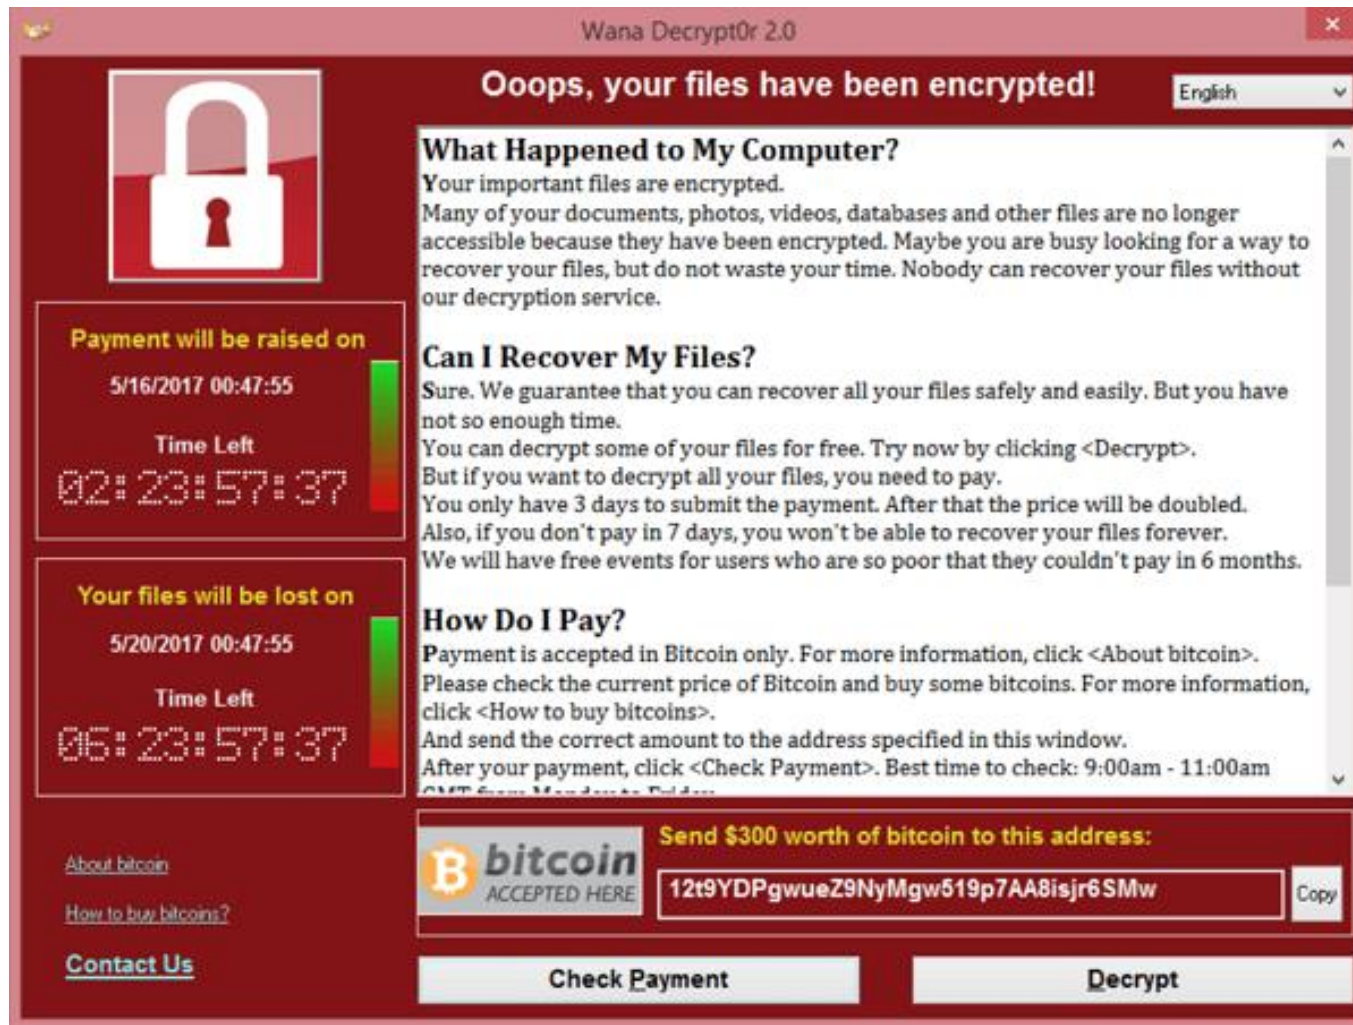 Wana Decrypt0r 2.0
Ooops, your files have been encrypted!
English
What Happened to My Computer?
Your important files are encrypted.
Many of your documents, photos, videos, databases and other files are no longer
accessible because they have been encrypted. Maybe you are busy looking for a way to
recover your files, but do not waste your time. Nobody can recover your files without
our decryption service.
Can I Recover My Files?
Sure. We guarantee that you can recover all your files safely and easily. But you have
not so enough time.
You can decrypt some of your files for free. Try now by clicking <Decrypt>.
But if you want to decrypt all your files, you need to pay.
You only have 3 days to submit the payment. After that the price will be doubled.
Also, if you don't pay in 7 days, you won't be able to recover your files forever.
We will have free events for users who are so poor that they couldn't pay in 6 months.
How Do I Pay?
Payment is accepted in Bitcoin only. For more information, click <About bitcoin>.
Please check the current price of Bitcoin and buy some bitcoins. For more information,
click <How to buy bitcoins>.
And send the correct amount to the address specified in this window.
After your payment, click <Check Payment>. Best time to check: 9:00am - 11:00am
GMT from Monday to Friday
Payment will be raised on
5/16/2017 00:47:55
Time Left
02:23:57:37
Your files will be lost on
5/20/2017 00:47:55
Time Left
06:23:57:37
About bitcoin
How to buy bitcoins?
Contact Us
bitcoin
ACCEPTED HERE
Send $300 worth of bitcoin to this address:
12t9YDPgwueZ9NyMgw519p7AA8isjr6SMw
Copy
Check Payment
Decrypt